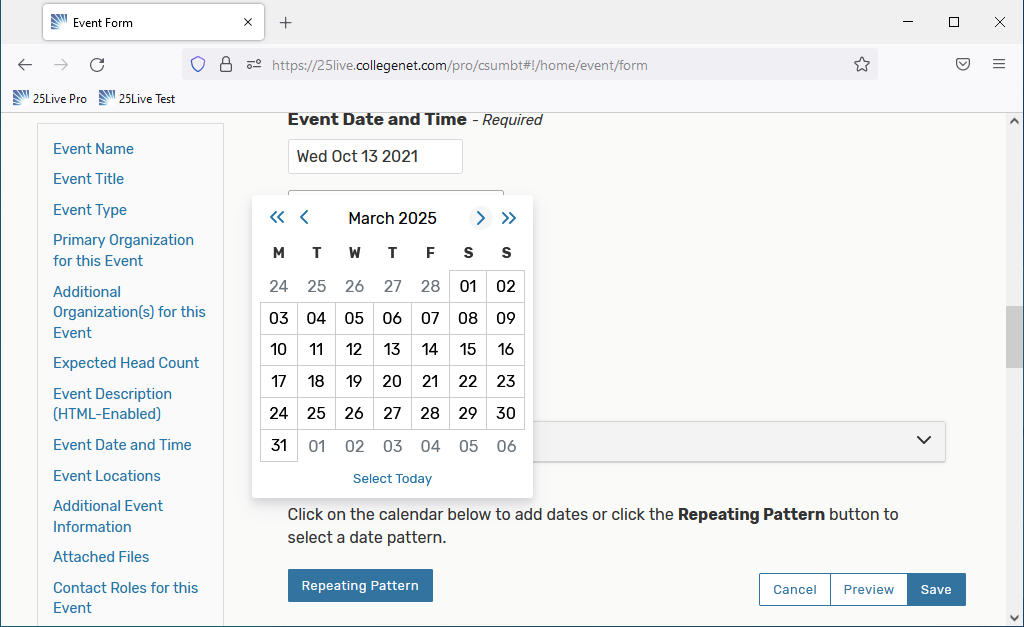 Event Form
https://25live.collegenet.com/pro/csumbt#!/home/event/form
25Live Pro 25Live Test
Event Name
Event Title
Event Type
Primary Organization
for this Event
Additional
Organization(s) for this
Event
Expected Head Count
Event Description
(HTML-Enabled)
Event Date and Time
Event Locations
Additional Event
Information
Attached Files
Contact Roles for this
Event
Event Date and Time - Required
Wed Oct 13 2021
March 2025
M T W T F S S
24 25 26 27 28 01 02
03 04 05 06 07 08 09
10 11 12 13 14 15 16
17 18 19 20 21 22 23
24 25 26 27 28 29 30
31 01 02 03 04 05 06
Select Today
Click on the calendar below to add dates or click the Repeating Pattern button to
select a date pattern.
Repeating Pattern
Cancel Preview Save